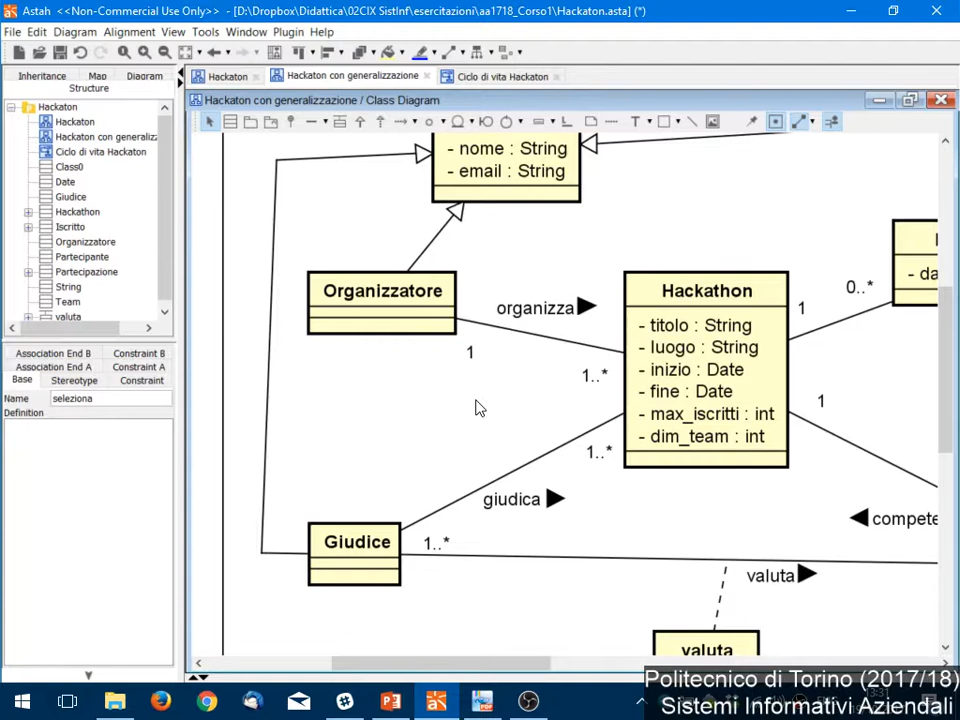 Astah <<Non-Commercial Use Only>> - [D:\Dropbox\Didattica\02CIX SistInf\esercitazioni\aa1718_Corso1\Hackaton.asta] (*)
File Edit Diagram Alignment View Tools Window Plugin Help
Inheritance Map Diagram
Structure
Hackaton
Hackaton
Hackaton con generalizz
Ciclo di vita Hackaton
Class0
Date
Giudice
Hackathon
Iscritto
Organizzatore
Partecipante
Partecipazione
String
Team
valuta
Association End B Constraint B
Association End A Constraint A
Base Stereotype Constraint
Name seleziona
Definition
Hackaton Hackaton con generalizzazione Ciclo di vita Hackaton
Hackaton con generalizzazione / Class Diagram
- nome : String
- email : String
Organizzatore
organizza
1
1..*
Hackathon
- titolo : String
- luogo : String
- inizio : Date
- fine : Date
- max_iscritti : int
- dim_team : int
1
0..*
- da
1
1..*
giudica
compete
Giudice
1..*
valuta
valuta
Politecnico di Torino (2017/18)
Sistemi Informativi Aziendali